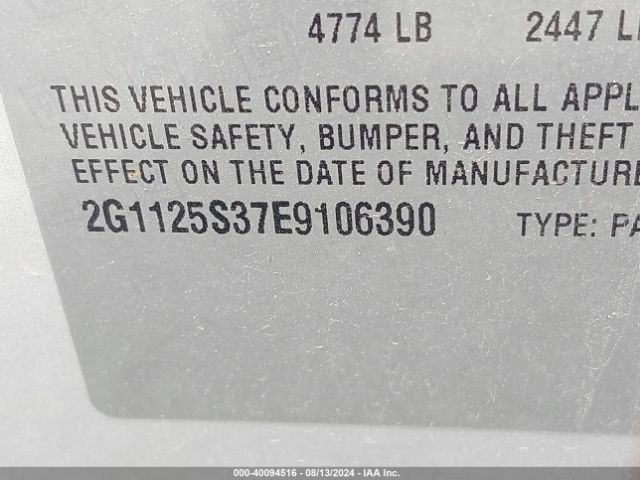 4774 LB 2447 L
THIS VEHICLE CONFORMS TO ALL APPL
VEHICLE SAFETY, BUMPER, AND THEFT
EFFECT ON THE DATE OF MANUFACTURE
2G1125S37E9106390 TYPE: PA
000-40094516 - 08/13/2024 - IAA Inc.